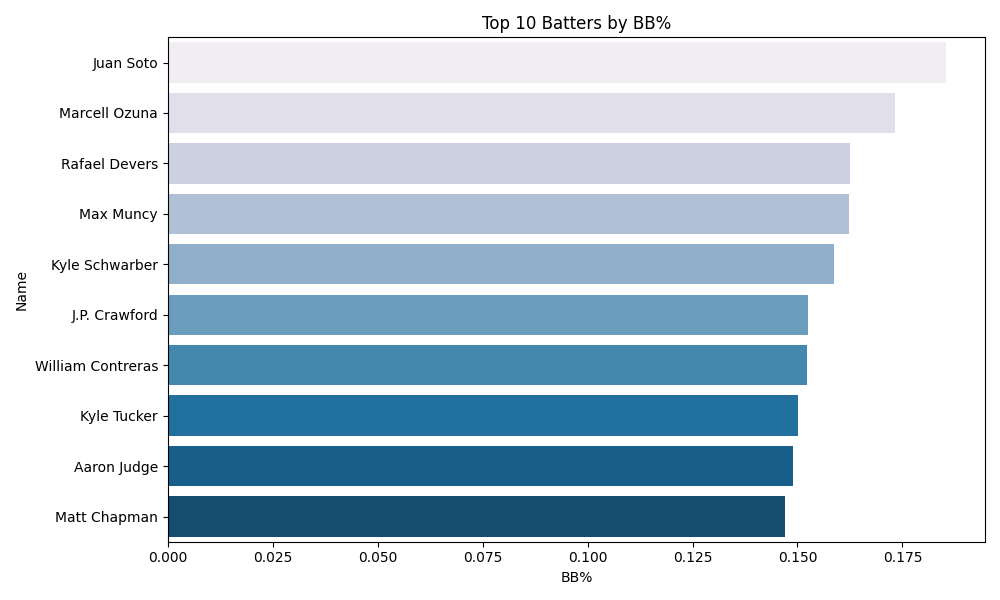 Top 10 Batters by BB%
Name
Juan Soto
Marcell Ozuna
Rafael Devers
Max Muncy
Kyle Schwarber
J.P. Crawford
William Contreras
Kyle Tucker
Aaron Judge
Matt Chapman
0.000 0.025 0.050 0.075 0.100 0.125 0.150 0.175
BB%